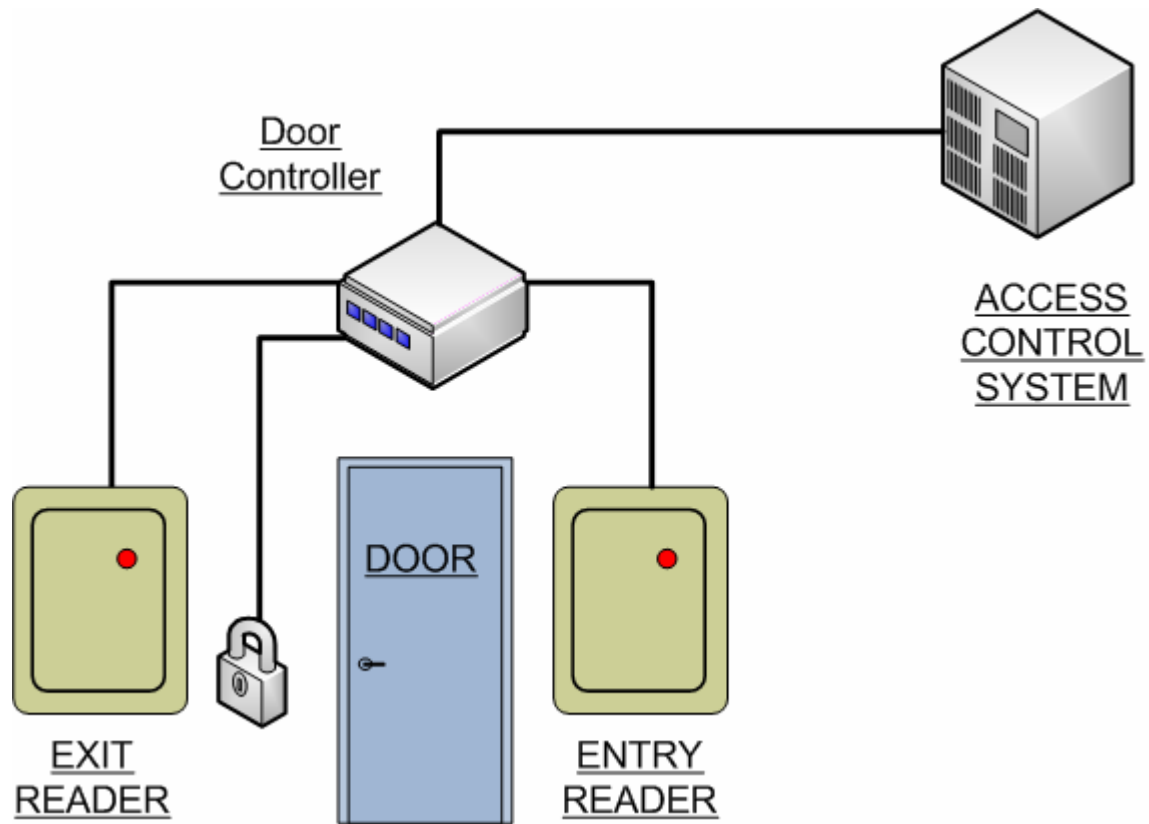 Door
Controller
ACCESS
CONTROL
SYSTEM
DOOR
EXIT
READER
ENTRY
READER